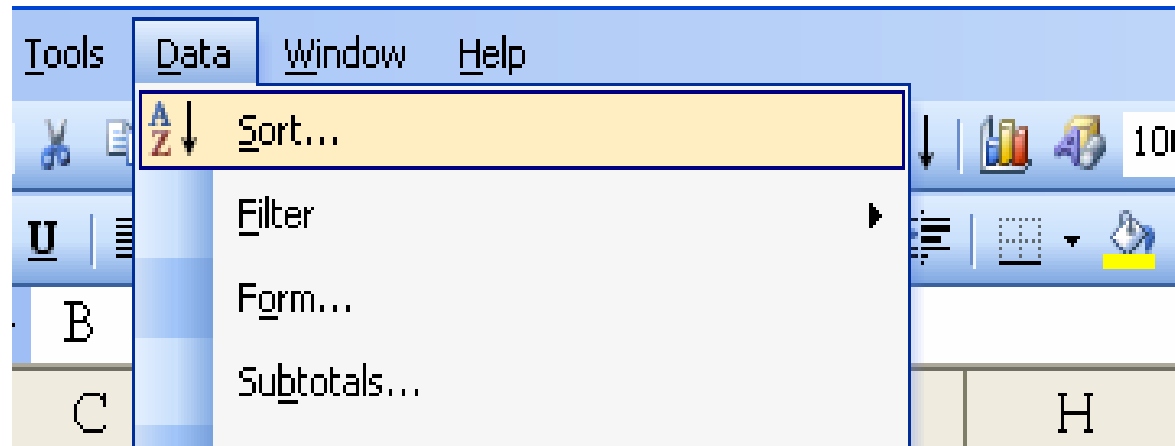 Tools Data Window Help
A
Z Sort...
Filter
U
Form...
B
Subtotals...
C H